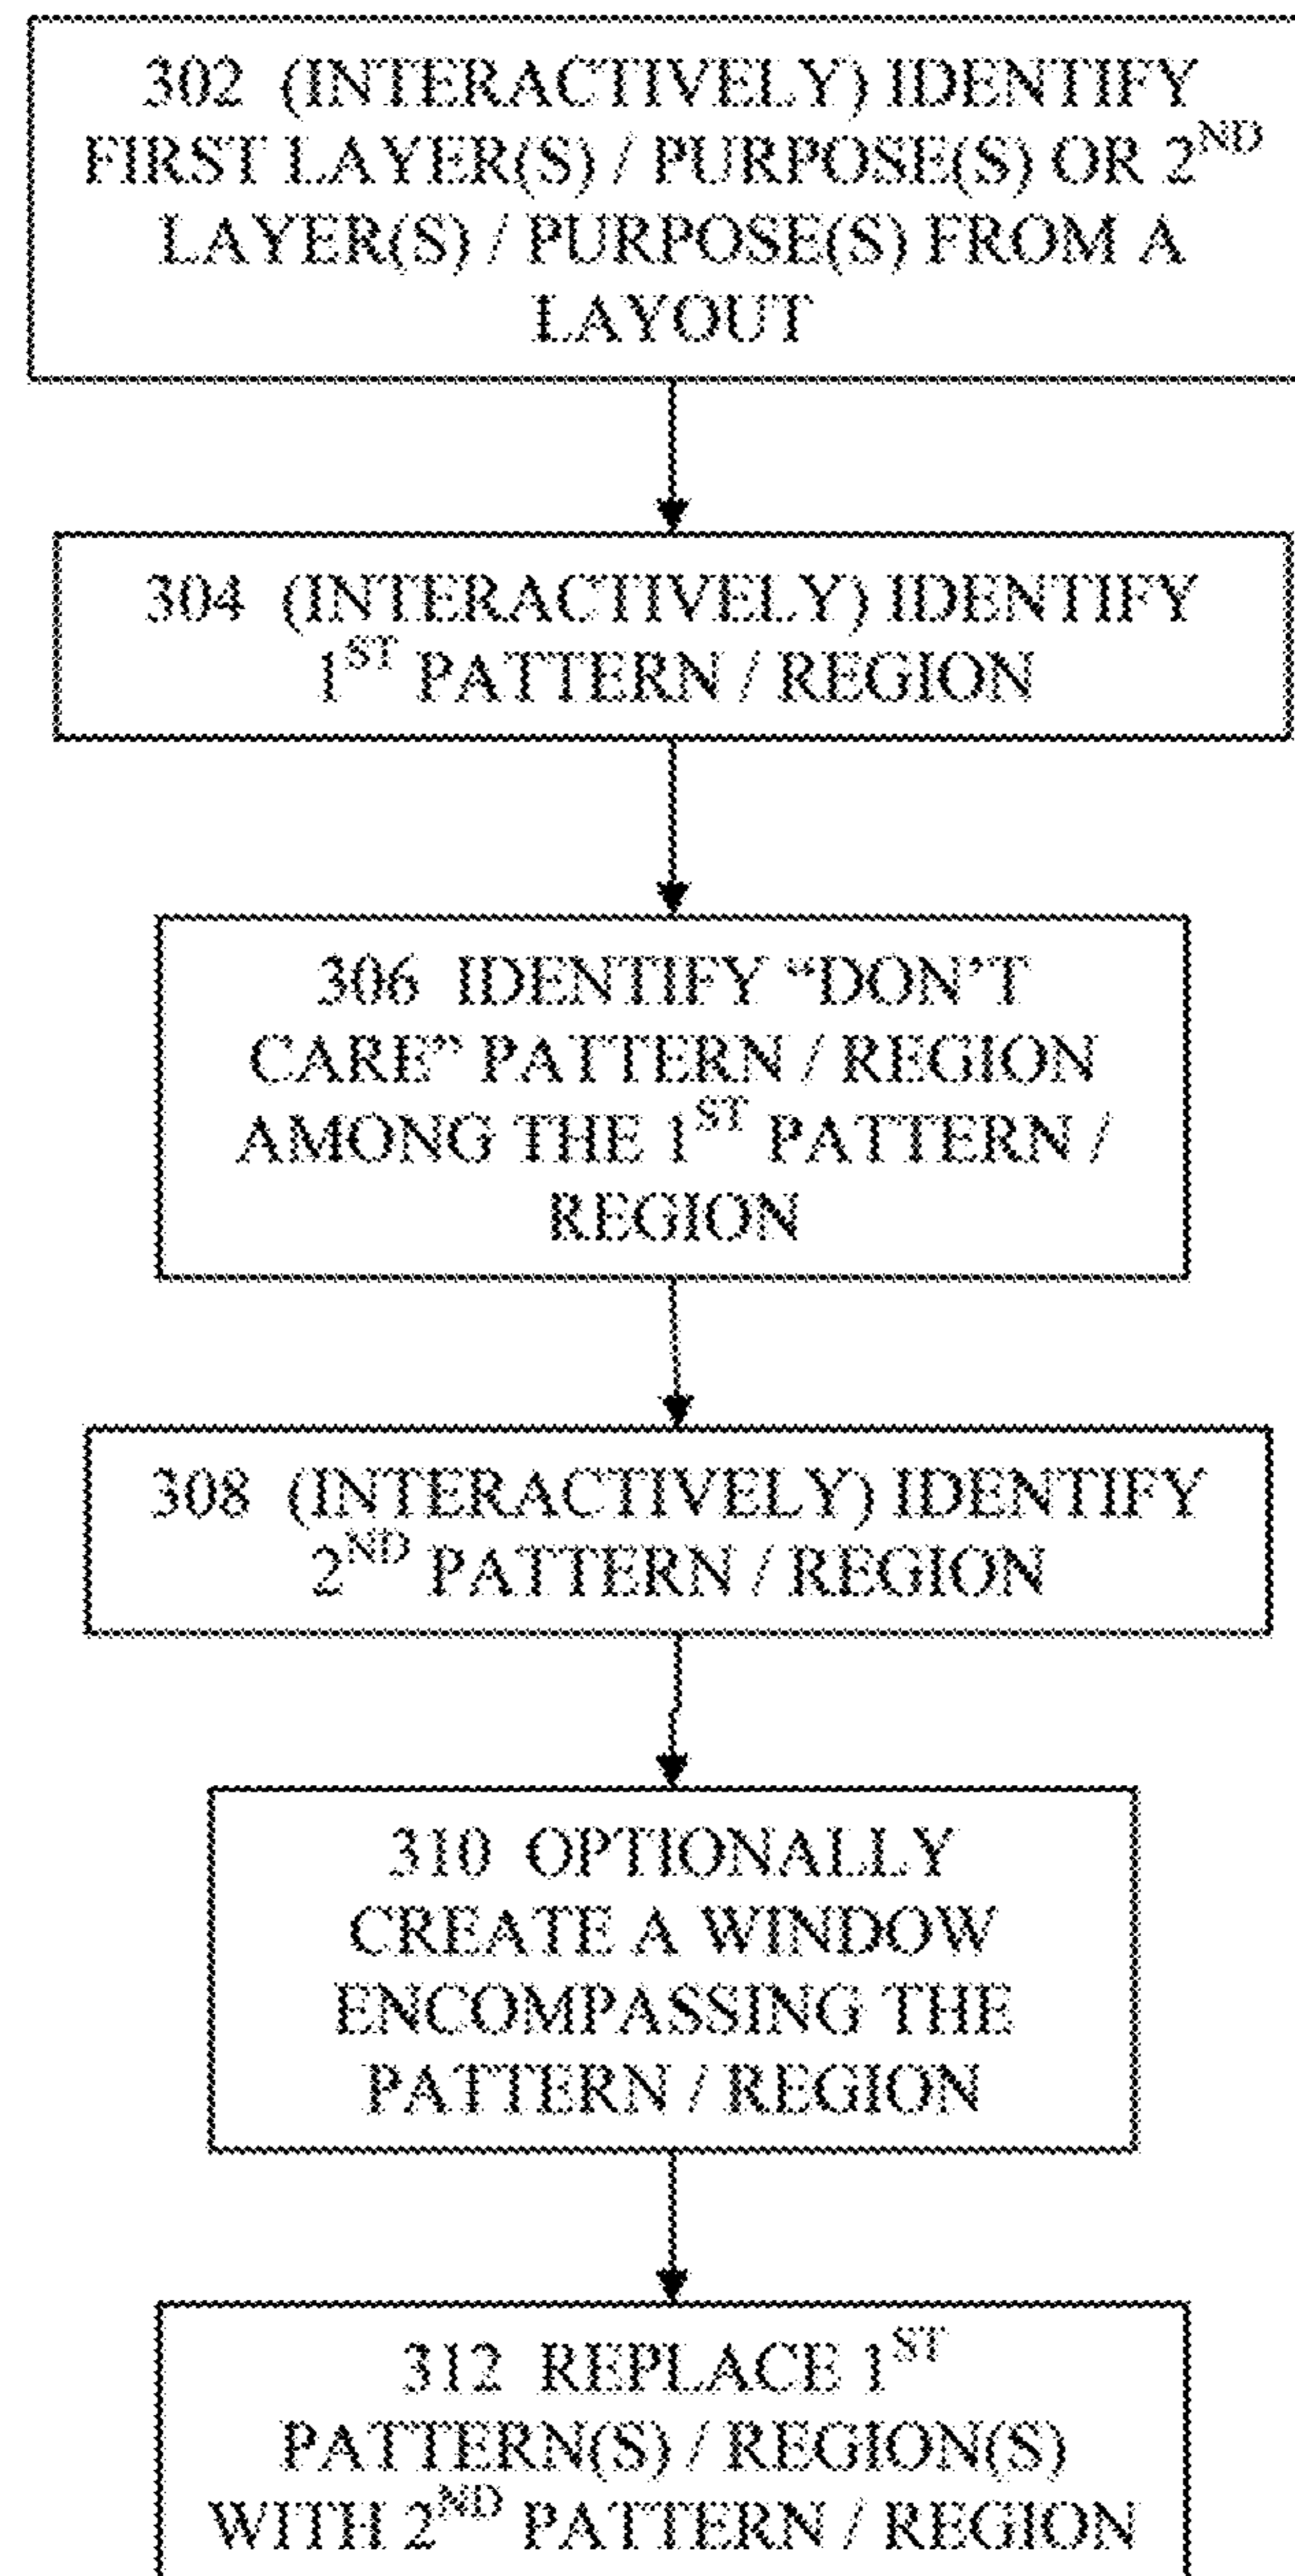 302 (INTERACTIVELY) IDENTIFY
FIRST LAYER(S) / PURPOSE(S) OR 2ND
LAYER(S) / PURPOSE(S) FROM A
LAYOUT
304 (INTERACTIVELY) IDENTIFY
1ST PATTERN / REGION
306 IDENTIFY “DON’T
CARE” PATTERN / REGION
AMONG THE 1ST PATTERN /
REGION
308 (INTERACTIVELY) IDENTIFY
2ND PATTERN / REGION
310 OPTIONALLY
CREATE A WINDOW
ENCOMPASSING THE
PATTERN / REGION
312 REPLACE 1ST
PATTERN(S) / REGION(S)
WITH 2ND PATTERN / REGION